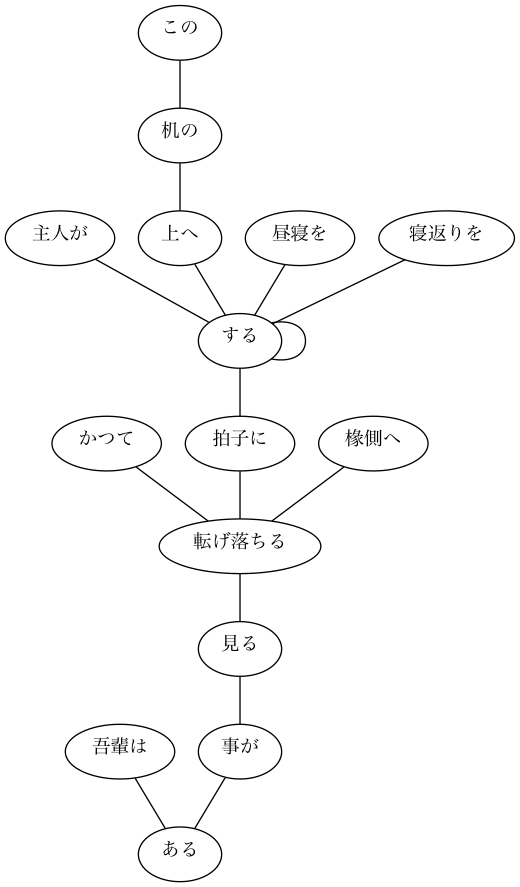 この
机の
主人が 上へ 昼寝を 寝返りを
する
かつて 拍子に 椽側へ
転げ落ちる
見る
吾輩は 事が
ある